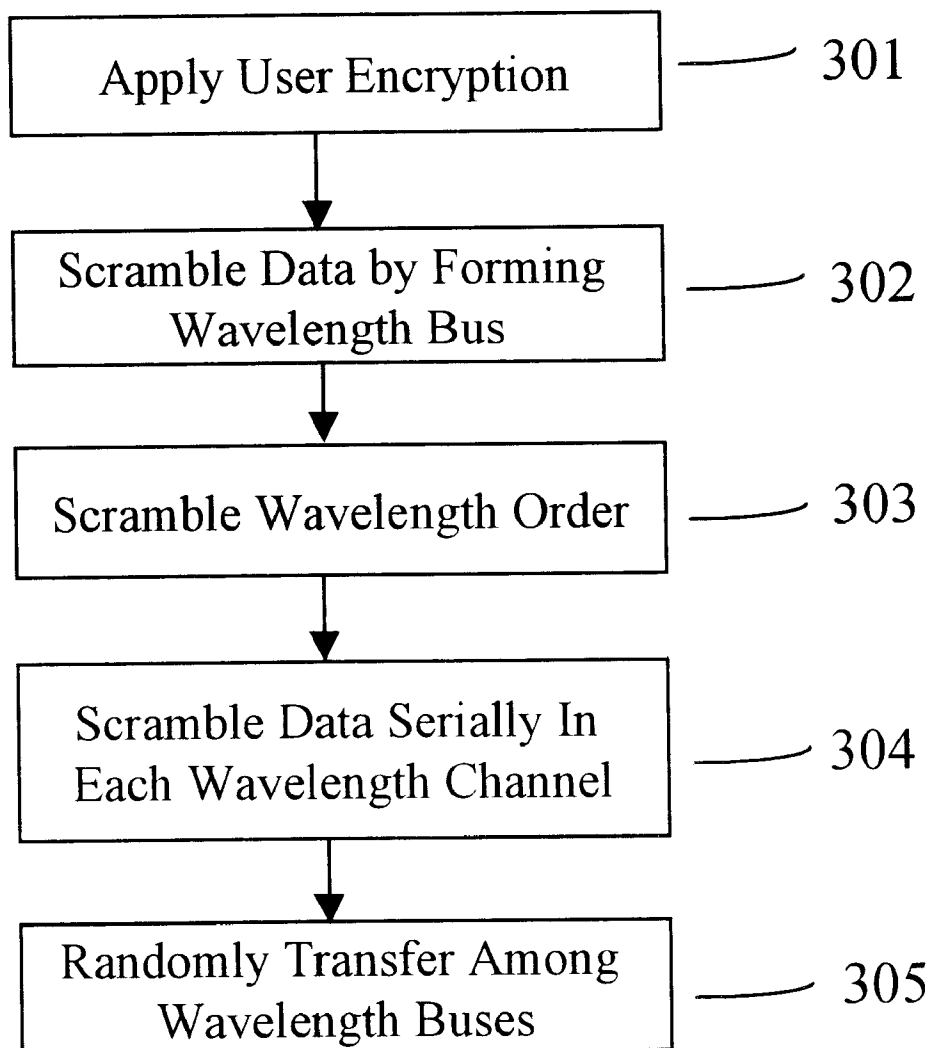 Apply User Encryption
301
Scramble Data by Forming
Wavelength Bus
302
Scramble Wavelength Order
303
Scramble Data Serially In
Each Wavelength Channel
304
Randomly Transfer Among
Wavelength Buses
305